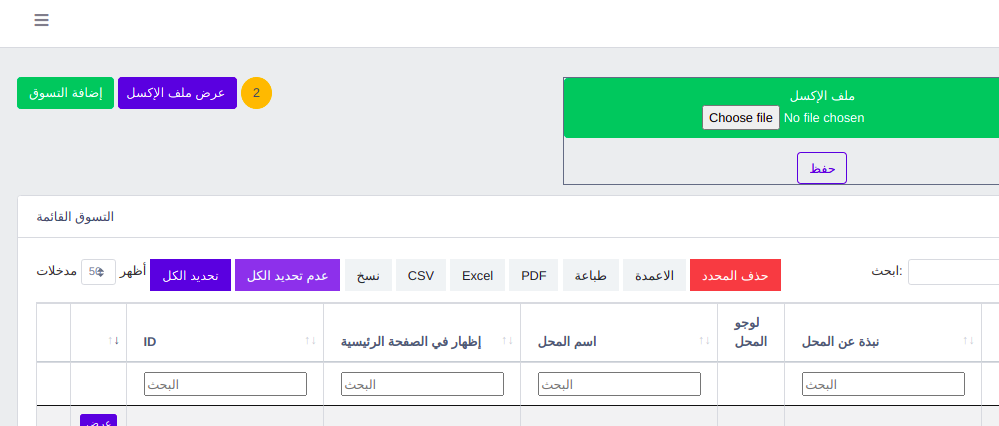 إضافة التسوق
عرض ملف الإكسل
2
ملف الإكسل
Choose file No file chosen
حفظ
التسوق القائمة
أظهر 50 مدخلات
تحديد الكل
عدم تحديد الكل
نسخ
CSV
Excel
PDF
طباعة
الاعمدة
حذف المحدد
ابحث:
ID
إظهار في الصفحة الرئيسية
اسم المحل
لوجو
المحل
نبذة عن المحل
البحث
البحث
البحث
البحث
عرض